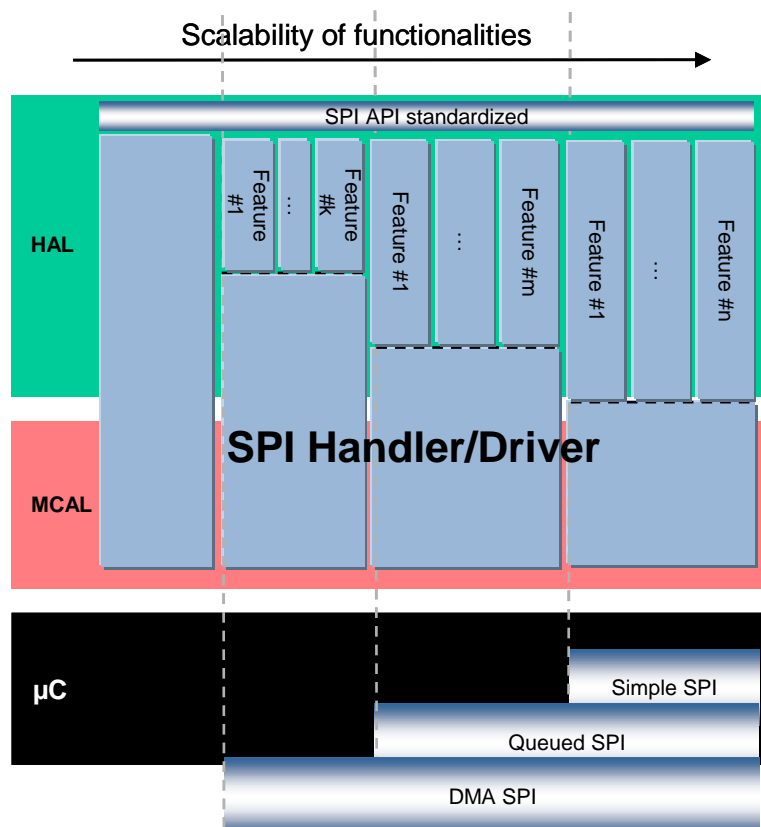 Scalability of functionalities
SPI API standardized
Feature #1
…
Feature #k
Feature #1
…
Feature #m
Feature #1
…
Feature #n
HAL
SPI Handler/Driver
MCAL
µC
Simple SPI
Queued SPI
DMA SPI